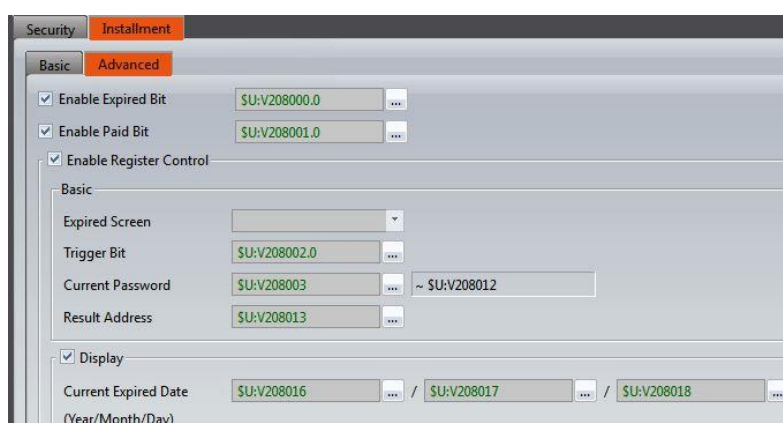 Security Installment
Basic Advanced
Enable Expired Bit $U:V208000.0 ...
Enable Paid Bit $U:V208001.0 ...
Enable Register Control
Basic
Expired Screen
Trigger Bit $U:V208002.0 ...
Current Password $U:V208003 ... ~ $U:V208012
Result Address $U:V208013 ...
Display
Current Expired Date $U:V208016 ... / $U:V208017 ... / $U:V208018 ...
(Year/Month/Day)